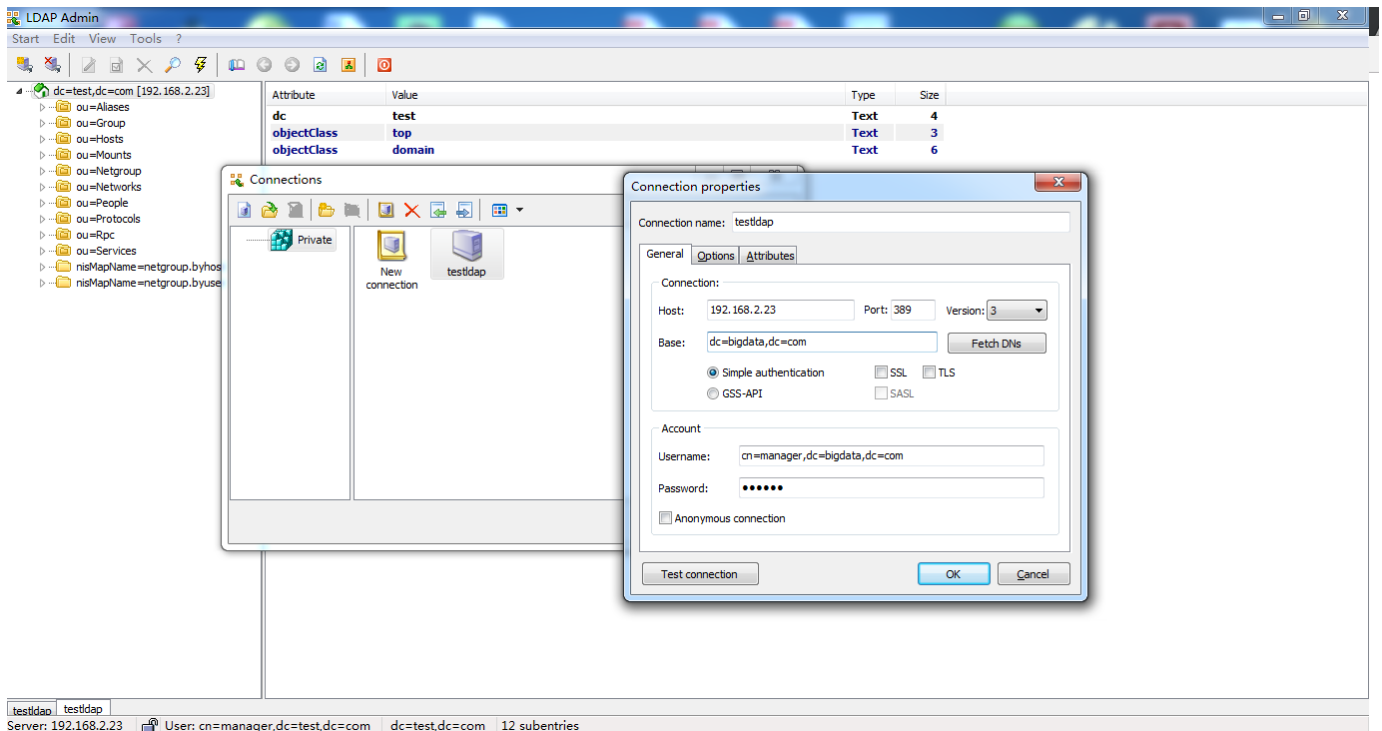 LDAP Admin
Start Edit View Tools ?
dc=test,dc=com [192.168.2.23]
ou=Aliases
ou=Group
ou=Hosts
ou=Mounts
ou=Netgroup
ou=Networks
ou=People
ou=Protocols
ou=Rpc
ou=Services
nisMapName=netgroup.byhos
nisMapName=netgroup.byuse
Attribute Value Type Size
dc test Text 4
objectClass top Text 3
objectClass domain Text 6
Connections
Private
New connection
testldap
Connection properties
Connection name: testldap
General Options Attributes
Connection:
Host: 192.168.2.23 Port: 389 Version: 3
Base: dc=bigdata,dc=com Fetch DNs
Simple authentication SSL TLS
GSS-API SASL
Account
Username: cn=manager,dc=bigdata,dc=com
Password: ••••••
Anonymous connection
Test connection OK Cancel
testldap testldap
Server: 192.168.2.23 User: cn=manager,dc=test,dc=com dc=test,dc=com 12 subentries